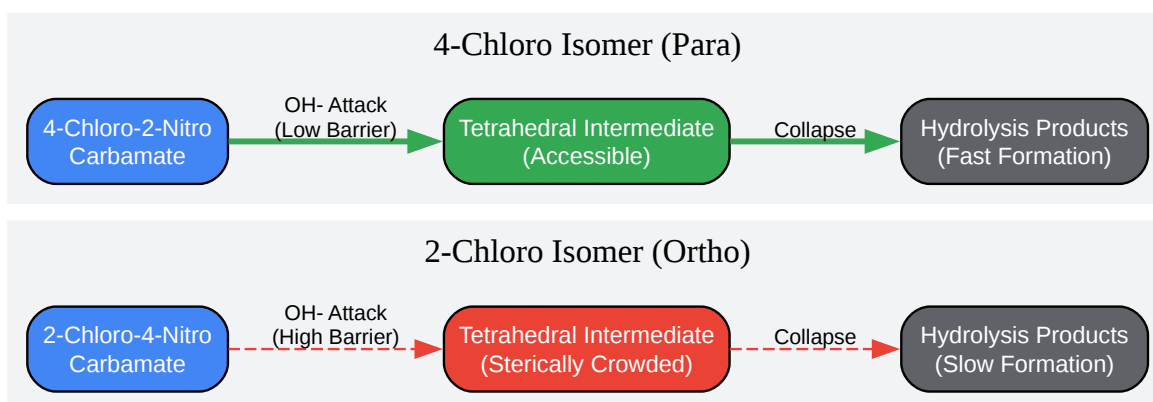 4-Chloro Isomer (Para)
4-Chloro-2-Nitro
Carbamate
OH- Attack
(Low Barrier)
Tetrahedral Intermediate
(Accessible)
Collapse
Hydrolysis Products
(Fast Formation)
2-Chloro Isomer (Ortho)
2-Chloro-4-Nitro
Carbamate
OH- Attack
(High Barrier)
Tetrahedral Intermediate
(Sterically Crowded)
Collapse
Hydrolysis Products
(Slow Formation)